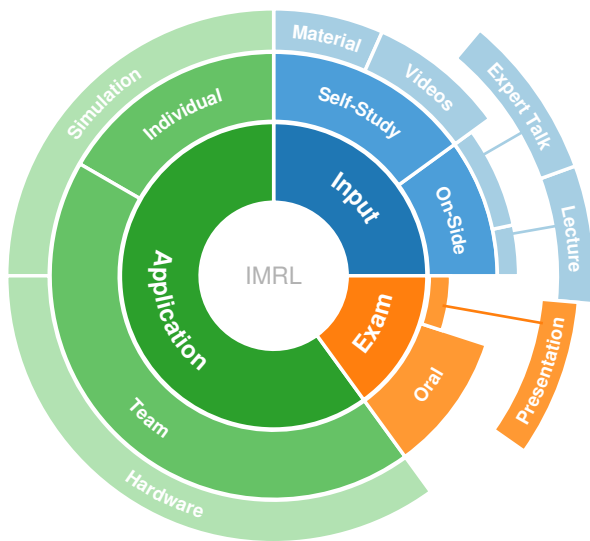 Material
Videos
Expert Talk
Simulation
Individual
Self-Study
Input
On-Side
Lecture
IMRL
Application
Exam
Presentation
Oral
Team
Hardware